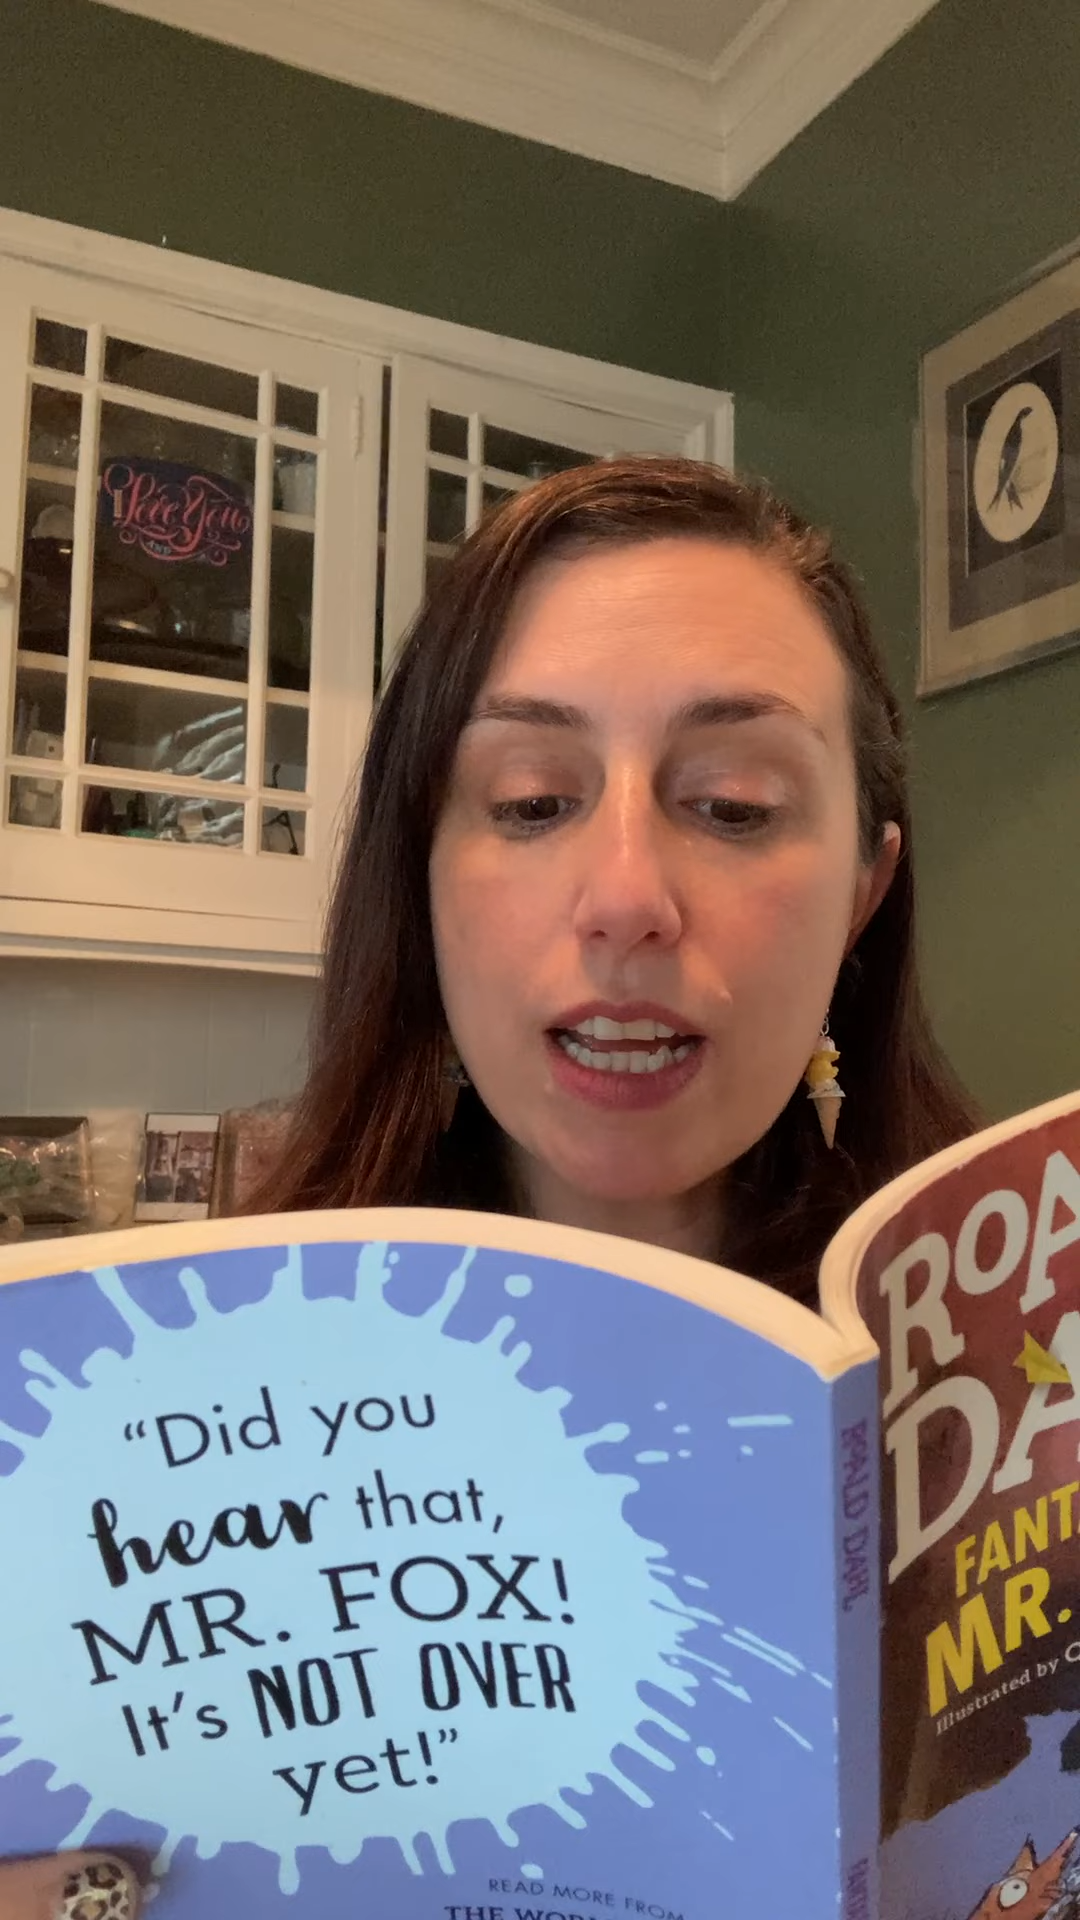 I Love You
AND
“Did you
hear that,
MR. FOX!
It's NOT OVER
yet!”
READ MORE FROM
ROALD DAHL
ROA
DA
FANT
MR.
Illustrated by